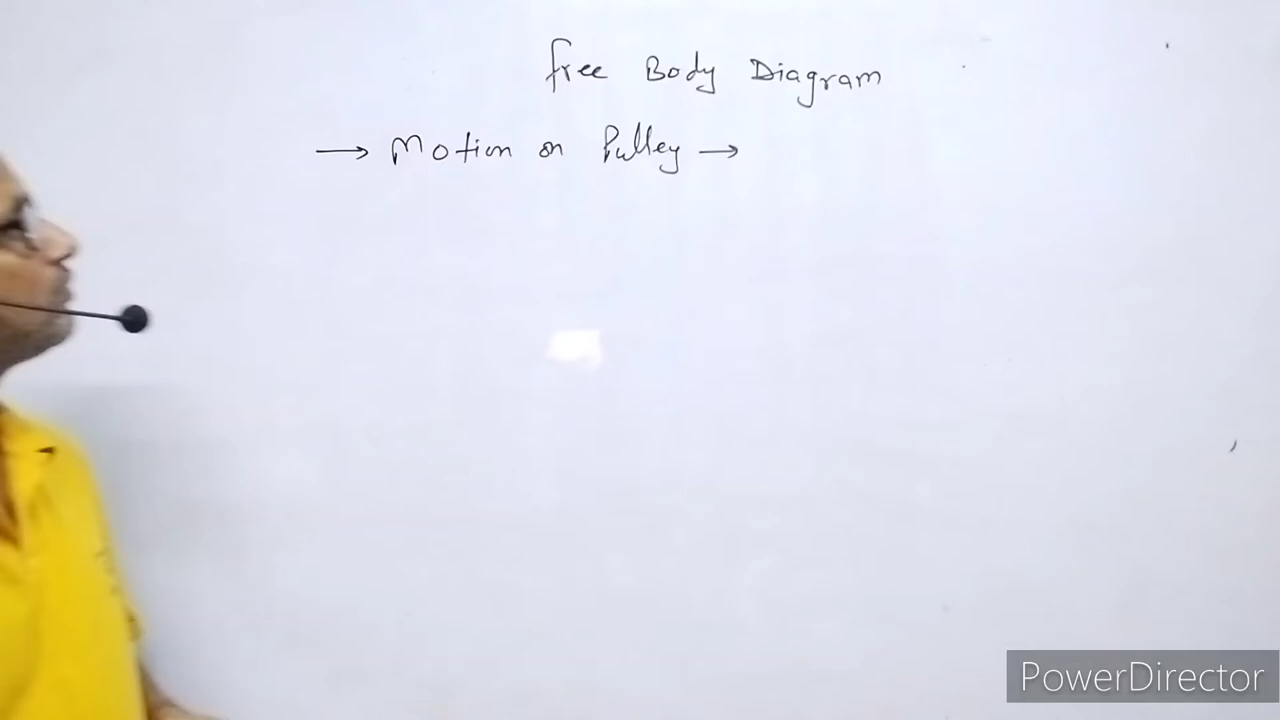 free Body Diagram
→ Motion on Pulley →
PowerDirector